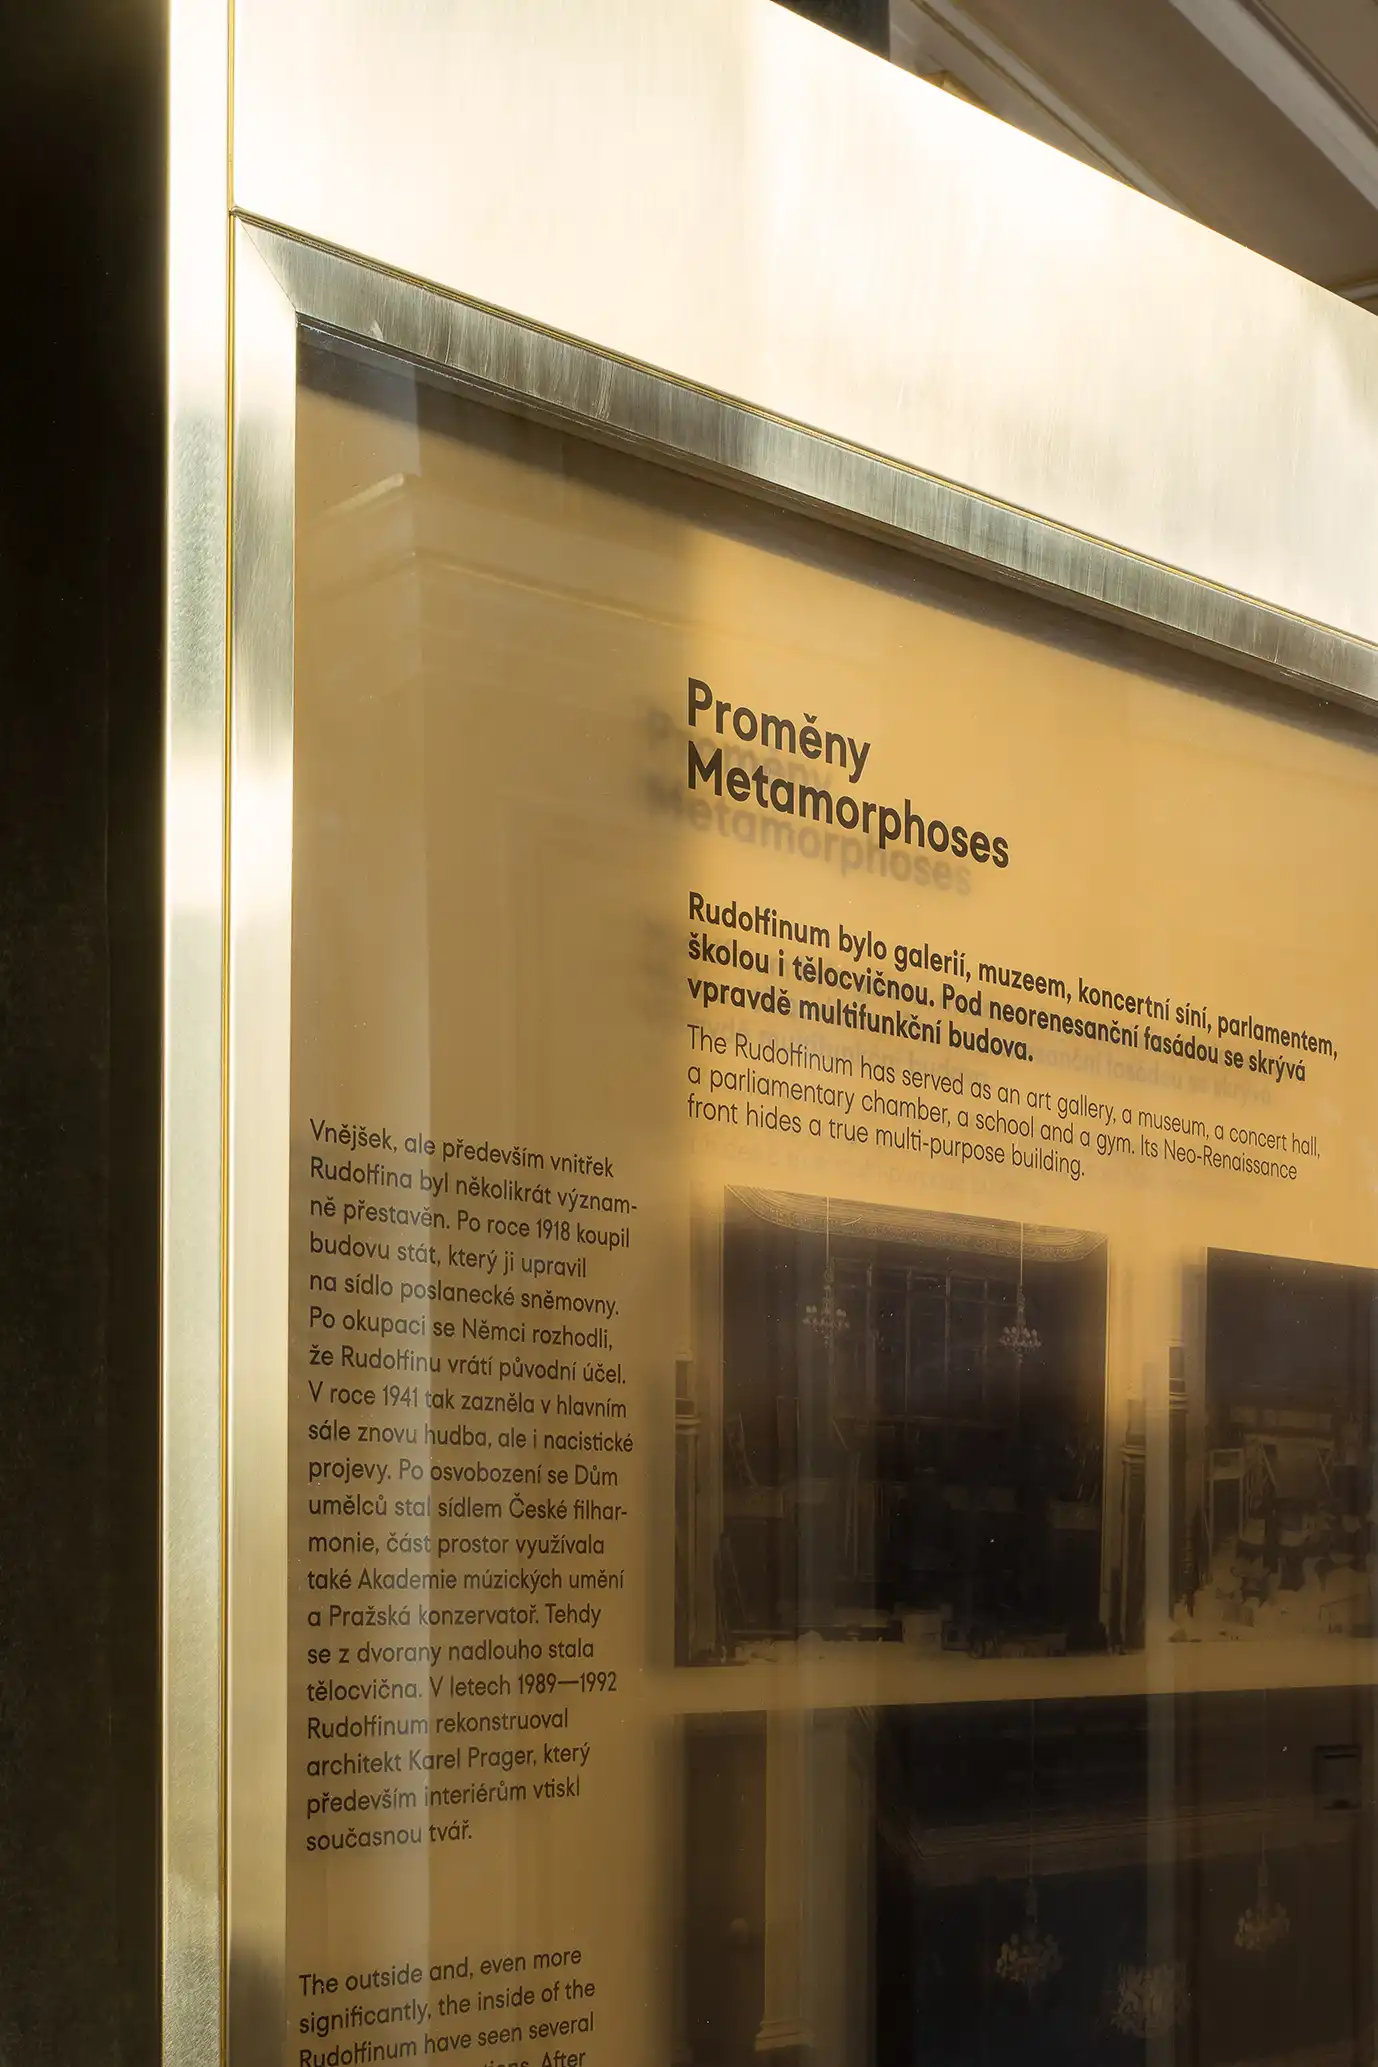 Proměny
Metamorphoses
Rudolfinum bylo galerií, muzeem, koncertní síní, parlamentem,
školou i tělocvičnou. Pod neorenesanční fasádou se skrývá
vpravdě multifunkční budova.
The Rudolfinum has served as an art gallery, a museum, a concert hall,
a parliamentary chamber, a school and a gym. Its Neo-Renaissance
front hides a true multi-purpose building.
Vnějšek, ale především vnitřek
Rudolfina byl několikrát význam-
ně přestavěn. Po roce 1918 koupil
budovu stát, který ji upravil
na sídlo poslanecké sněmovny.
Po okupaci se Němci rozhodli,
že Rudolfinu vrátí původní účel.
V roce 1941 tak zazněla v hlavním
sále znovu hudba, ale i nacistické
projevy. Po osvobození se Dům
umělců stal sídlem České filhar-
monie, část prostor využívala
také Akademie múzických umění
a Pražská konzervatoř. Tehdy
se z dvorany nadlouho stala
tělocvična. V letech 1989—1992
Rudolfinum rekonstruoval
architekt Karel Prager, který
především interiérům vtiskl
současnou tvář.
The outside and, even more
significantly, the inside of the
Rudolfinum have seen several
After